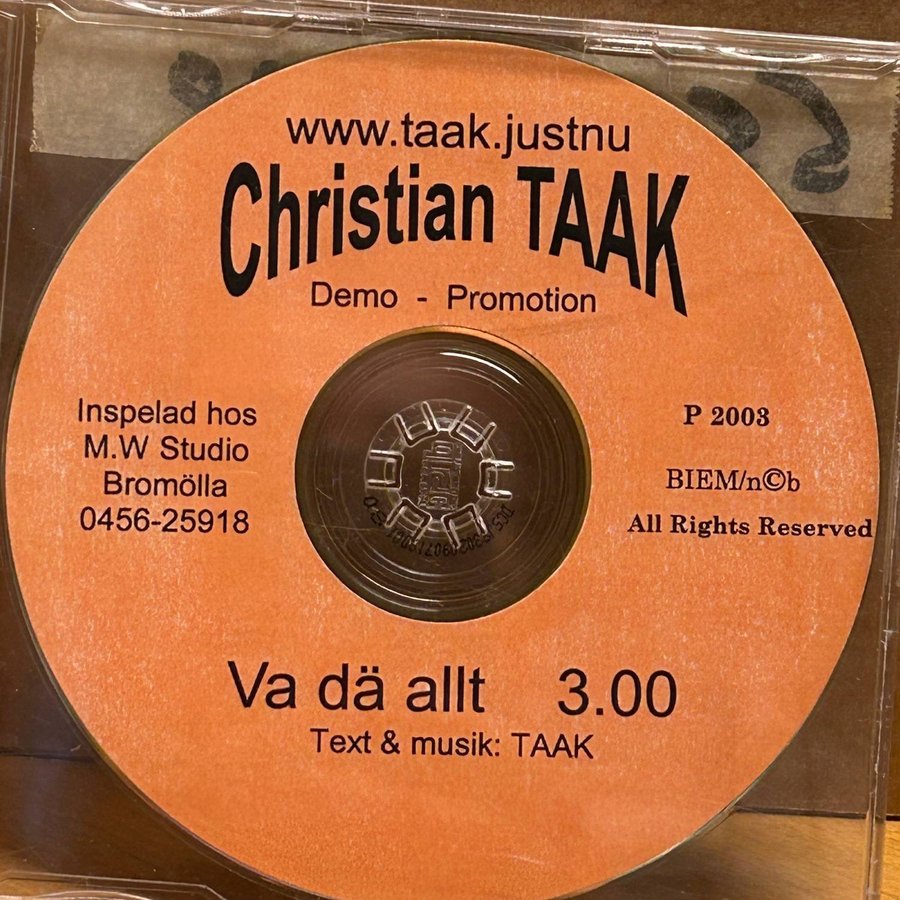 www.taak.justnu
Christian TAAK
Demo - Promotion
Inspelad hos
M.W Studio
Bromölla
0456-25918
P 2003
BIEM/n©b
All Rights Reserved
Va dä allt 3.00
Text & musik: TAAK